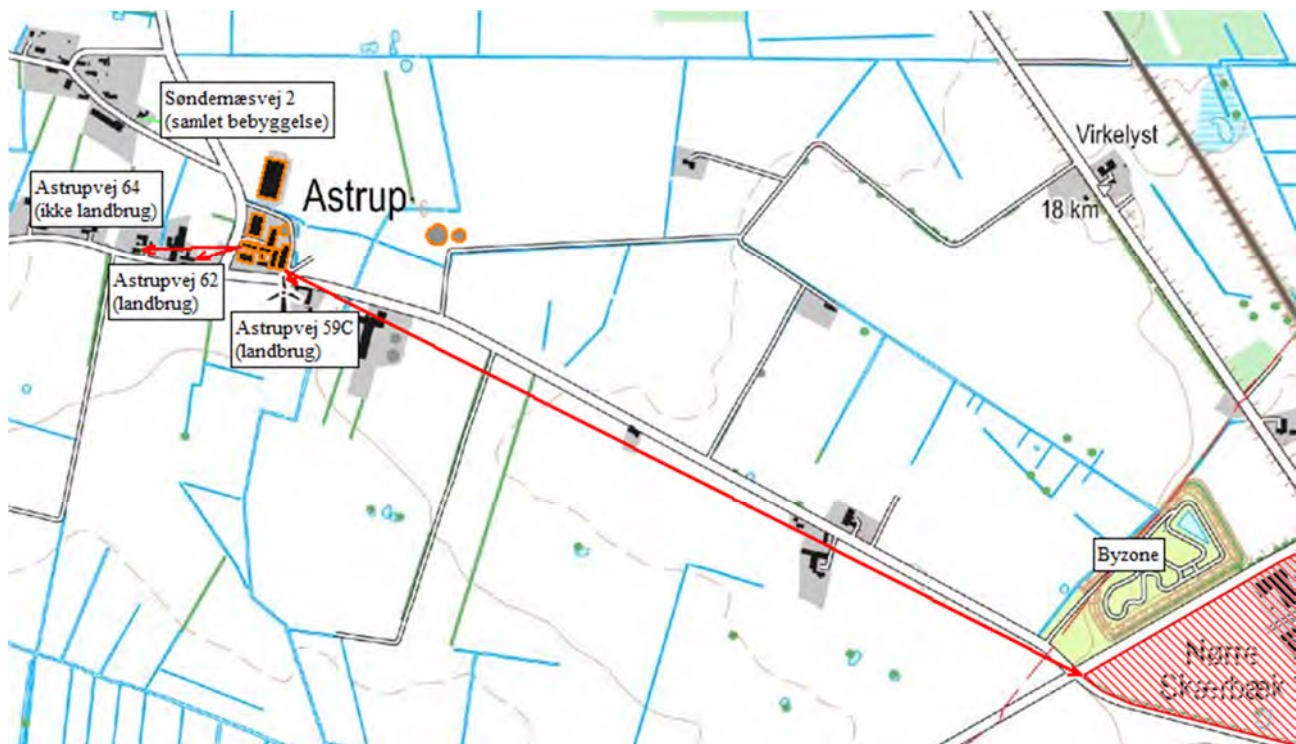 Søndernæsvej 2
(samlet bebyggelse)
Virkelyst
Astrupvej 64
(ikke landbrug)
Astrup
18 km
Astrupvej 62
(landbrug)
Astrupvej 59C
(landbrug)
Byzone
Nørre
Skærbæk